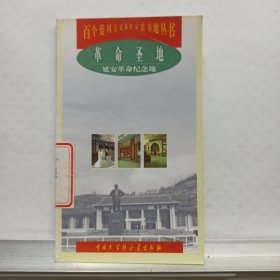 百个爱国主义教育基地丛书
革命圣地
延安革命纪念地
中国大百科全书出版社